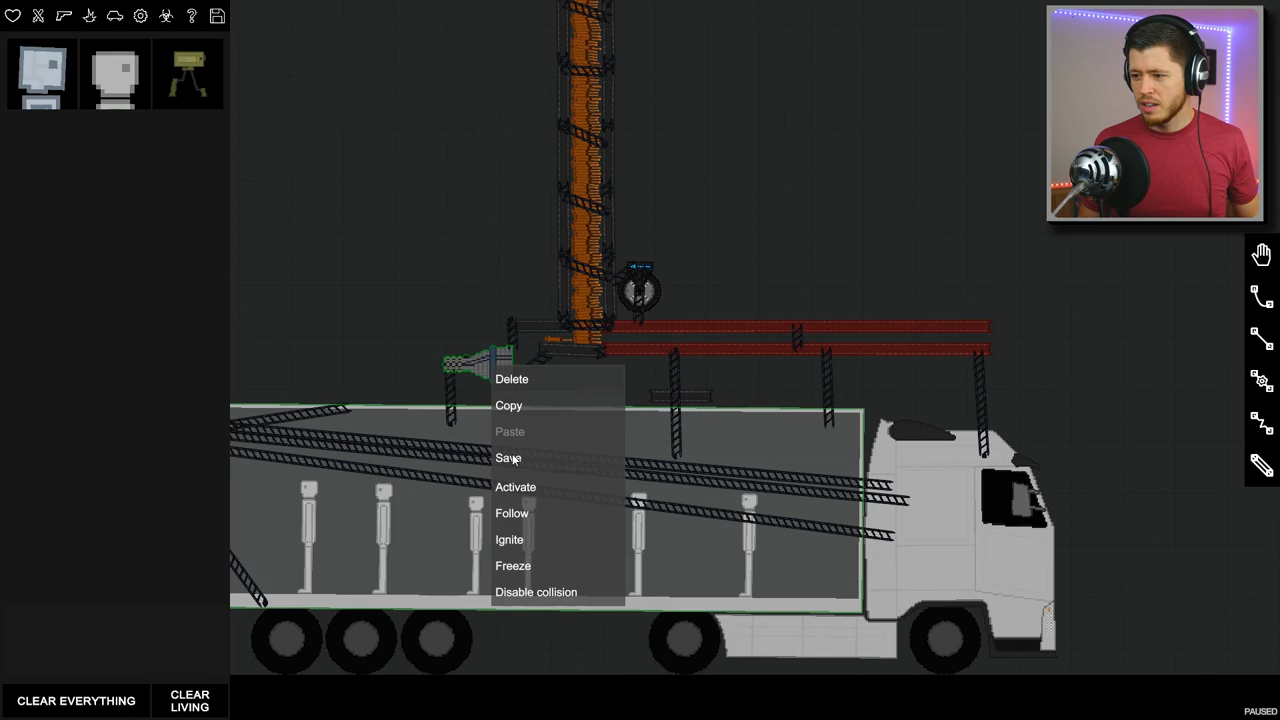 Delete
Copy
Paste
Save
Activate
Follow
Ignite
Freeze
Disable collision
CLEAR EVERYTHING
CLEAR
LIVING
PAUSED